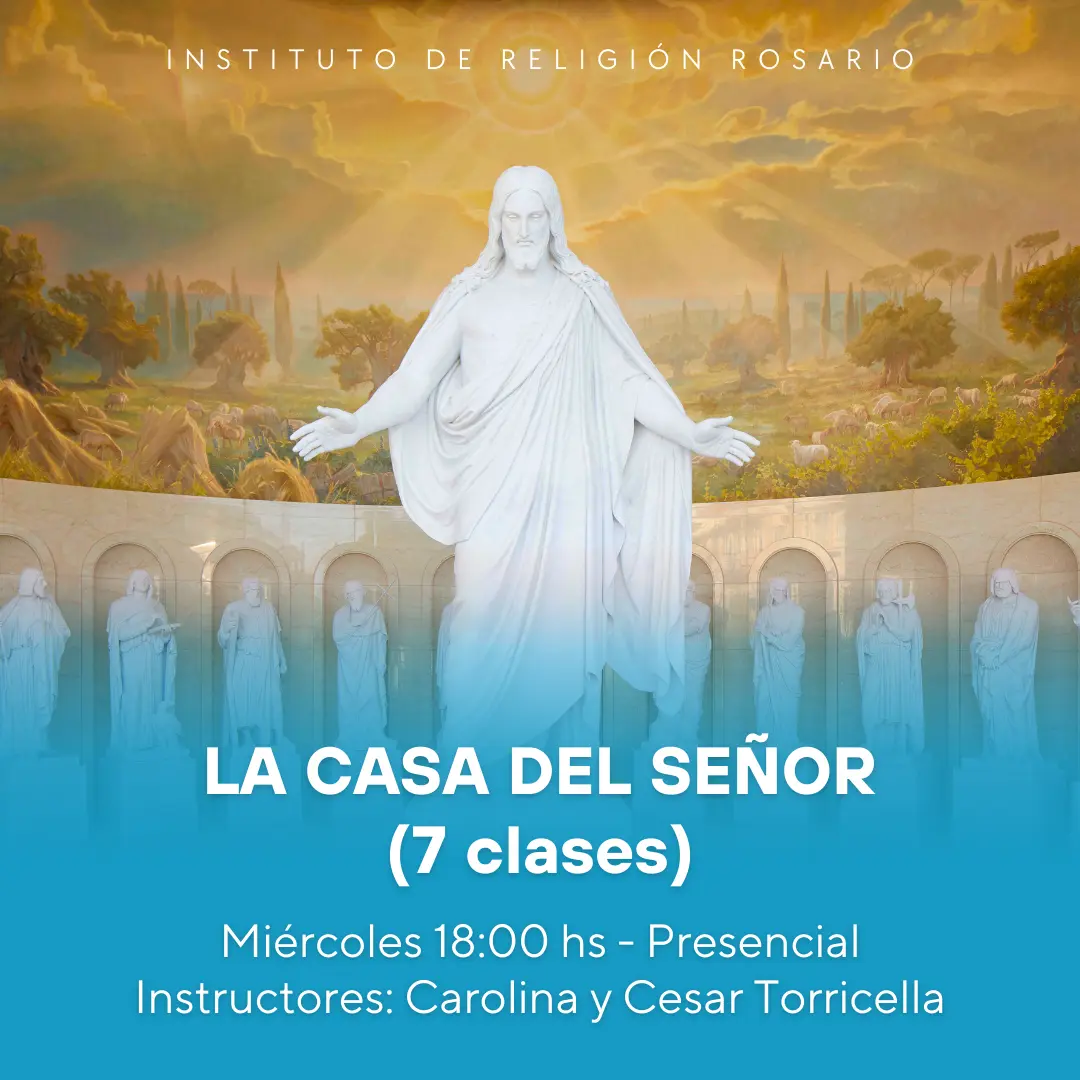 INSTITUTO DE RELIGIÓN ROSARIO
LA CASA DEL SEÑOR
(7 clases)
Miércoles 18:00 hs - Presencial
Instructores: Carolina y Cesar Torricella